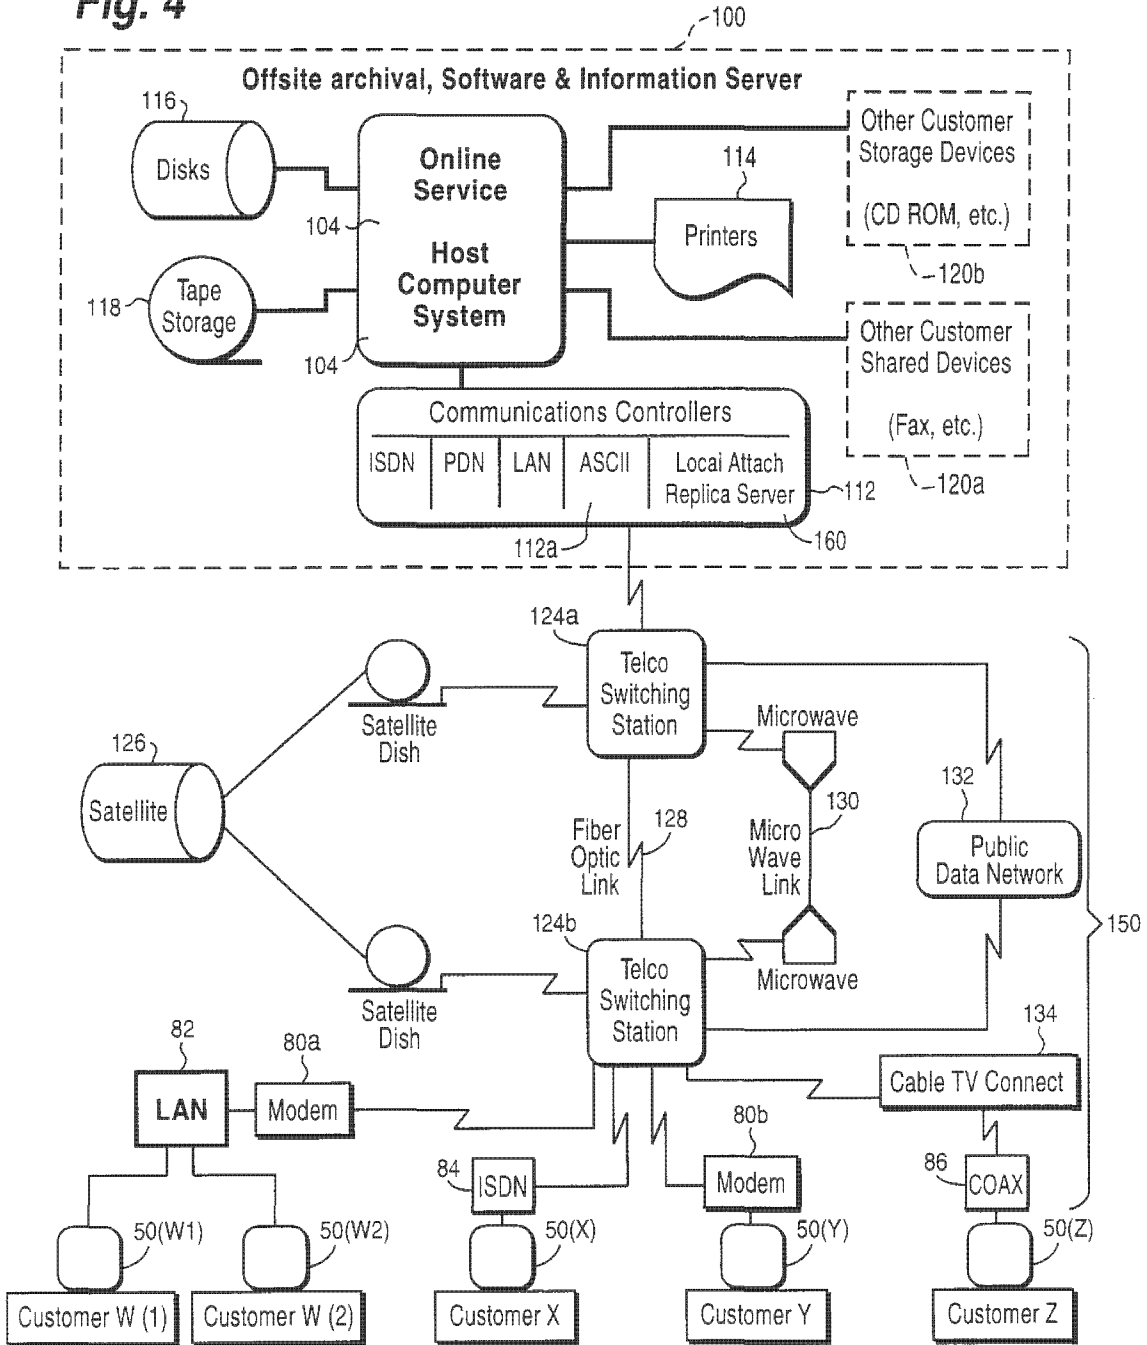 Fig. 4
100
Offsite archival, Software & Information Server
116
Disks
Online
Service
104
Host
Computer
System
104
118
Tape
Storage
114
Printers
Other Customer
Storage Devices
(CD ROM, etc.)
120b
Other Customer
Shared Devices
(Fax, etc.)
120a
Communications Controllers
ISDN
PDN
LAN
ASCII
Local Attach
Replica Server
112
112a
160
124a
Telco
Switching
Station
Satellite
Dish
126
Satellite
Microwave
Fiber
Optic
Link
128
Micro
Wave
Link
130
132
Public
Data Network
150
124b
Telco
Switching
Station
Microwave
Satellite
Dish
134
Cable TV Connect
82
LAN
80a
Modem
84
ISDN
80b
Modem
86
COAX
50(W1)
50(W2)
50(X)
50(Y)
50(Z)
Customer W (1)
Customer W (2)
Customer X
Customer Y
Customer Z